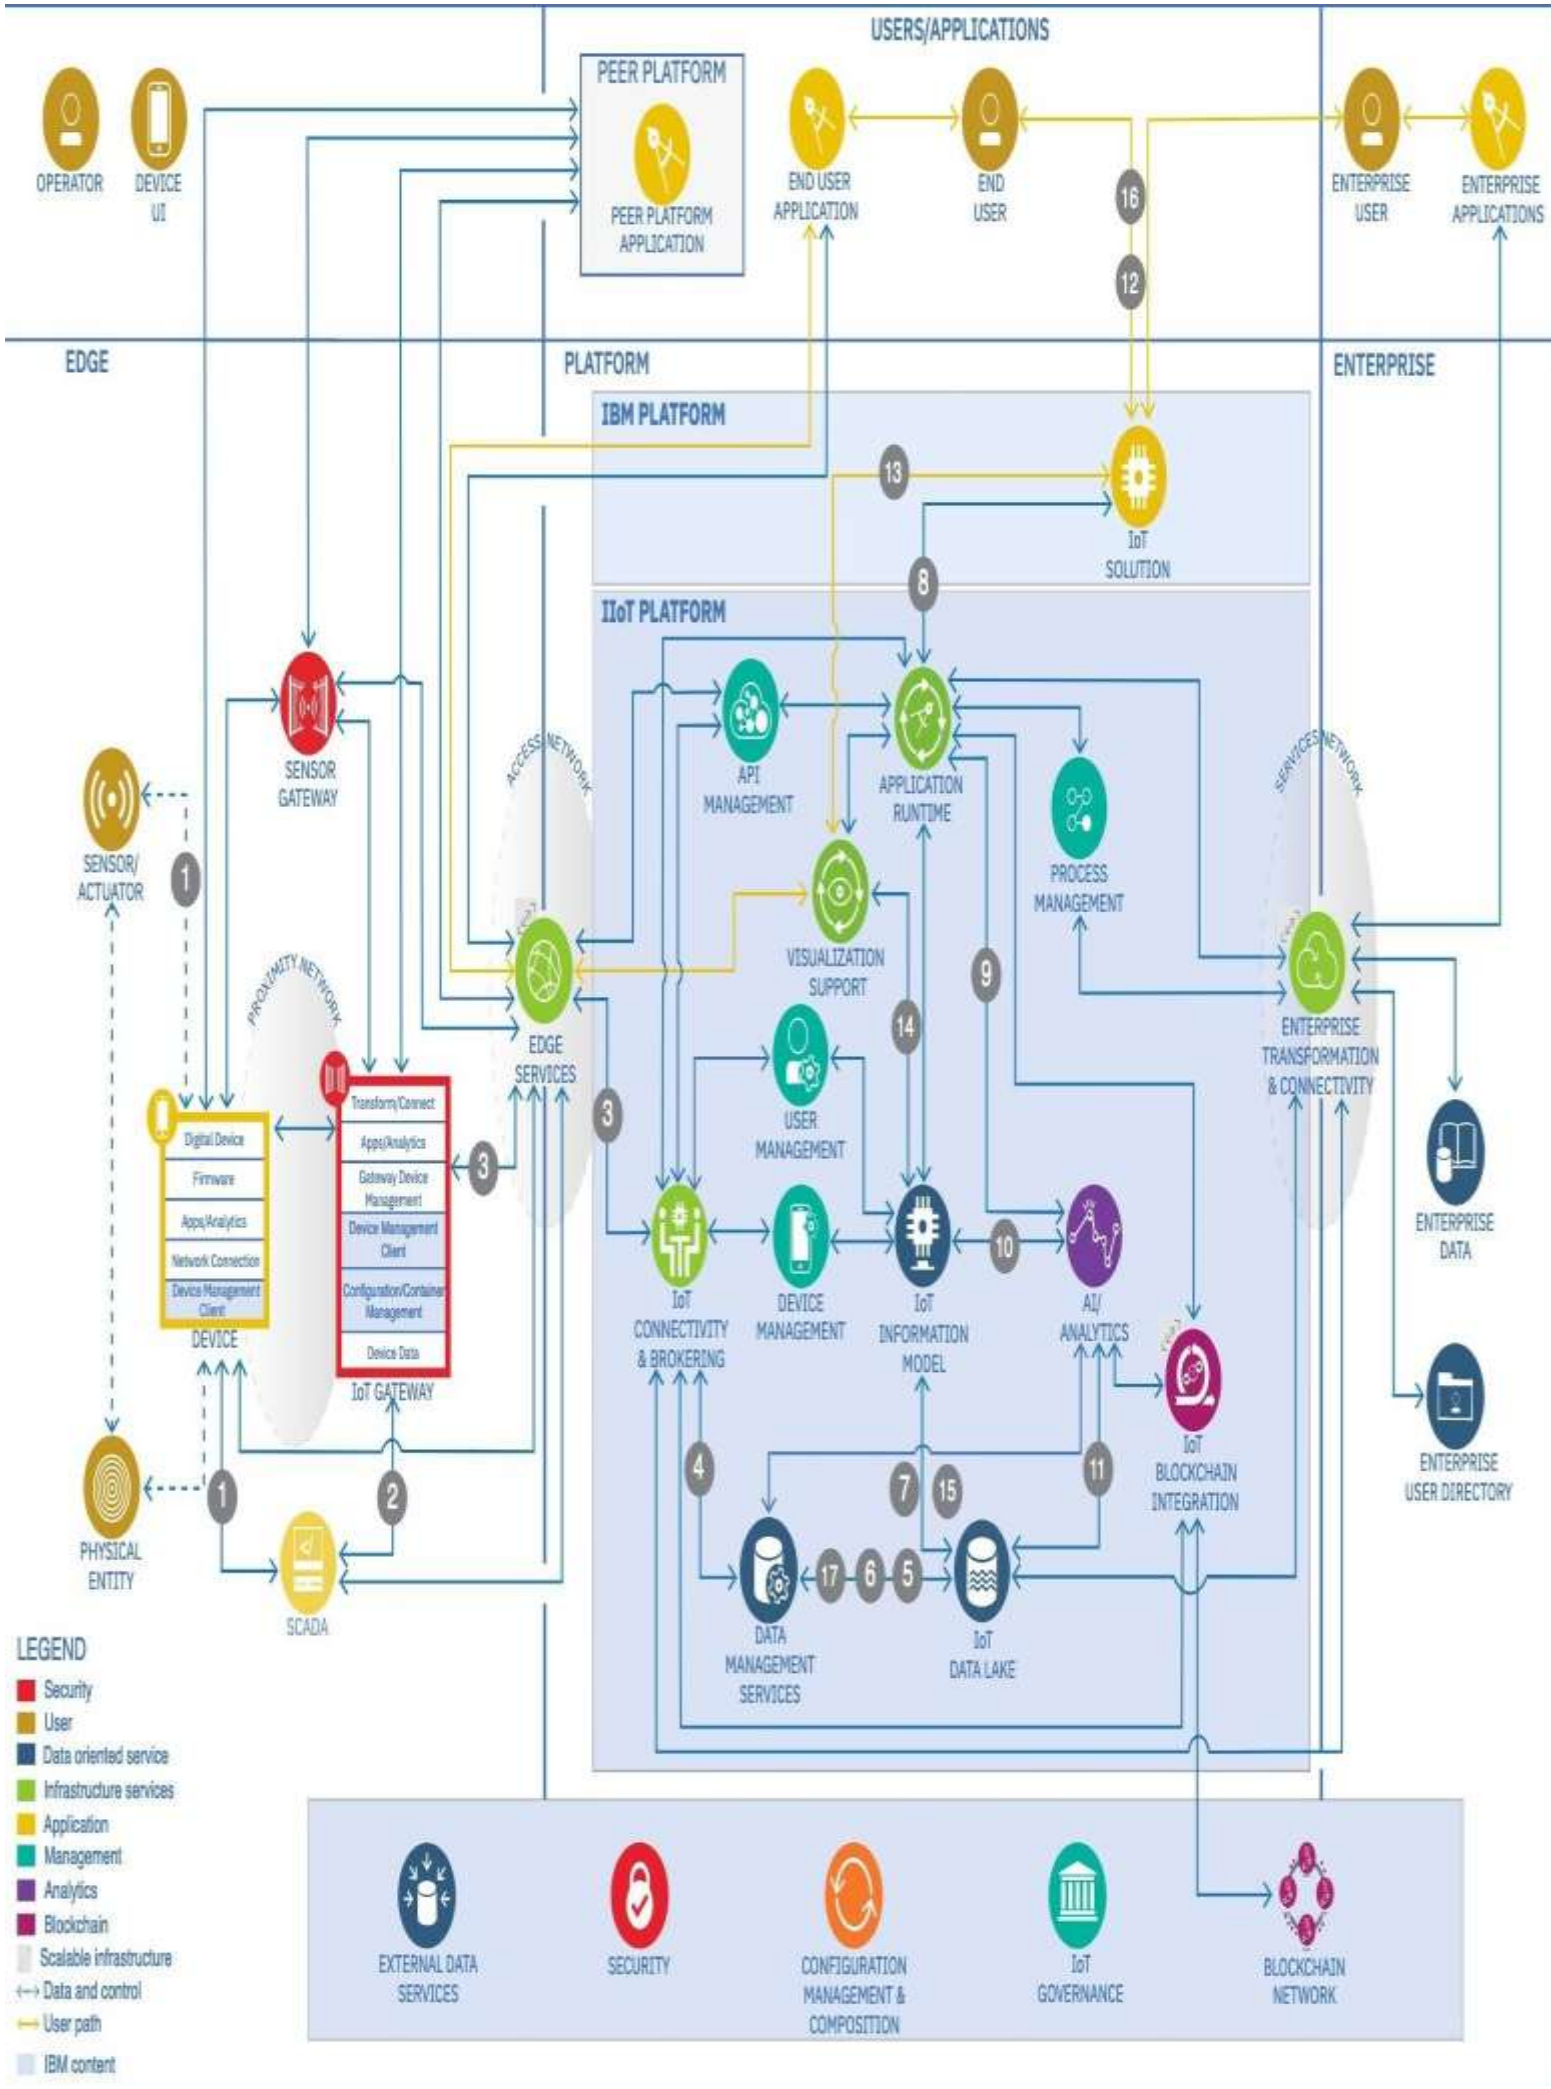 USERS/APPLICATIONS
OPERATOR
DEVICE
UI
PEER PLATFORM
PEER PLATFORM
APPLICATION
END USER
APPLICATION
END
USER
16
12
ENTERPRISE
USER
ENTERPRISE
APPLICATIONS
EDGE
PLATFORM
ENTERPRISE
IBM PLATFORM
13
IoT
SOLUTION
8
IIoT PLATFORM
SENSOR
GATEWAY
SENSOR/
ACTUATOR
1
ACCESS NETWORK
API
MANAGEMENT
APPLICATION
RUNTIME
PROCESS
MANAGEMENT
SERVICES NETWORK
VISUALIZATION
SUPPORT
9
14
PROXIMITY NETWORK
EDGE
SERVICES
ENTERPRISE
TRANSFORMATION
& CONNECTIVITY
3
3
USER
MANAGEMENT
Digital Device
Firmware
Apps/Analytics
Network Connection
Device Management
Client
DEVICE
Transform/Connect
Apps/Analytics
Gateway Device
Management
Device Management
Client
Configuration/Container
Management
Device Data
IoT GATEWAY
IoT
CONNECTIVITY
& BROKERING
DEVICE
MANAGEMENT
IoT
INFORMATION
MODEL
10
AI/
ANALYTICS
ENTERPRISE
DATA
IoT
BLOCKCHAIN
INTEGRATION
ENTERPRISE
USER DIRECTORY
PHYSICAL
ENTITY
1
2
SCADA
4
7
15
11
17
6
5
DATA
MANAGEMENT
SERVICES
IoT
DATA LAKE
LEGEND
Security
User
Data oriented service
Infrastructure services
Application
Management
Analytics
Blockchain
Scalable infrastructure
Data and control
User path
IBM content
EXTERNAL DATA
SERVICES
SECURITY
CONFIGURATION
MANAGEMENT &
COMPOSITION
IoT
GOVERNANCE
BLOCKCHAIN
NETWORK